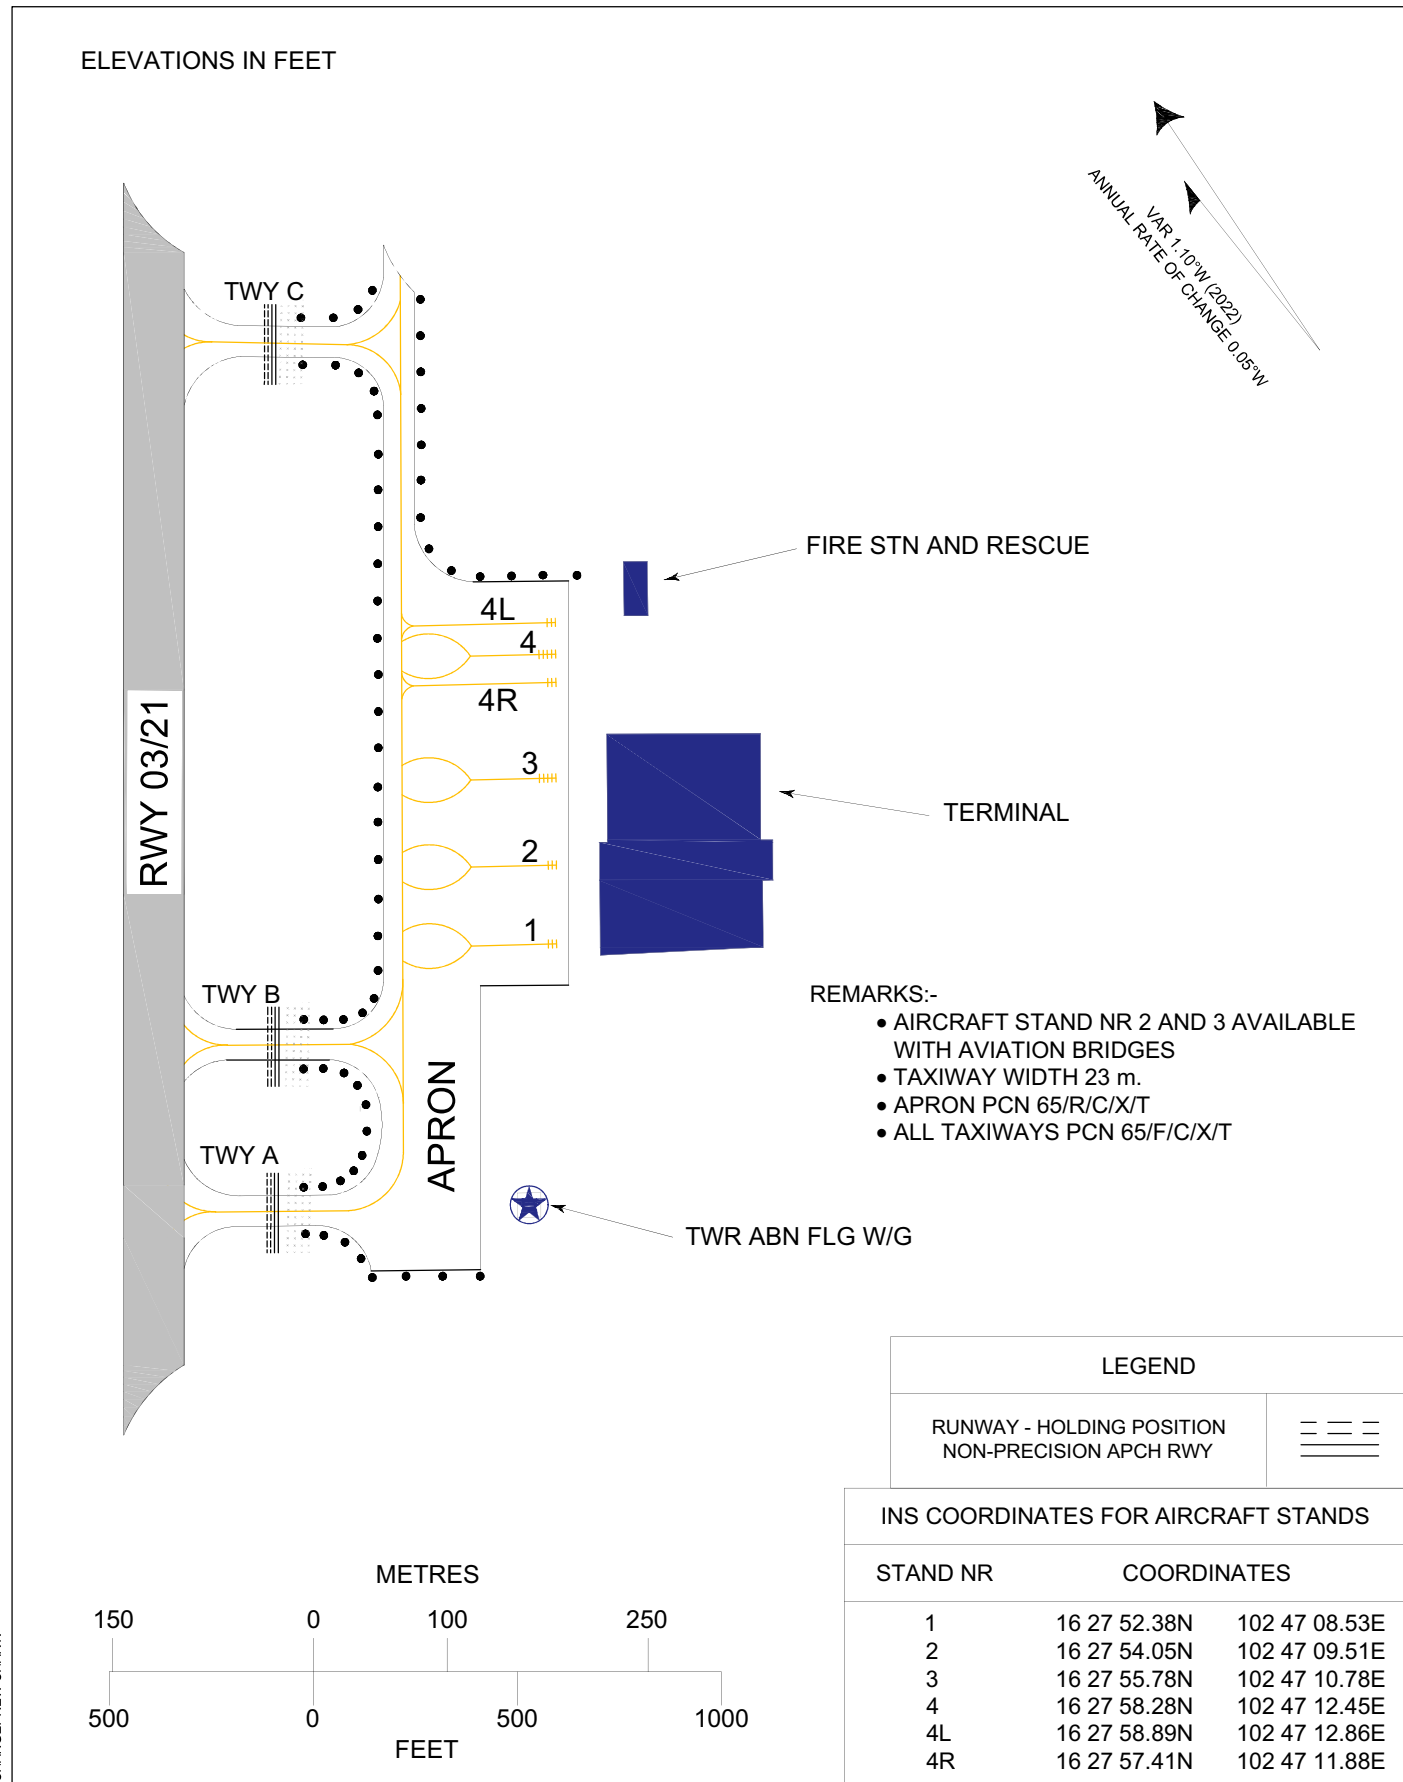 ELEVATIONS IN FEET
VAR 1.10°W (2022)
ANNUAL RATE OF CHANGE 0.05°W
TWY C
FIRE STN AND RESCUE
4L
4
4R
RWY 03/21
3
TERMINAL
2
1
TWY B
REMARKS:-
• AIRCRAFT STAND NR 2 AND 3 AVAILABLE
WITH AVIATION BRIDGES
• TAXIWAY WIDTH 23 m.
• APRON PCN 65/R/C/X/T
• ALL TAXIWAYS PCN 65/F/C/X/T
APRON
TWY A
TWR ABN FLG W/G
LEGEND
RUNWAY - HOLDING POSITION
NON-PRECISION APCH RWY
INS COORDINATES FOR AIRCRAFT STANDS
STAND NR COORDINATES
1 16 27 52.38N 102 47 08.53E
2 16 27 54.05N 102 47 09.51E
3 16 27 55.78N 102 47 10.78E
4 16 27 58.28N 102 47 12.45E
4L 16 27 58.89N 102 47 12.86E
4R 16 27 57.41N 102 47 11.88E
METRES
150 0 100 250
500 0 500 1000
FEET